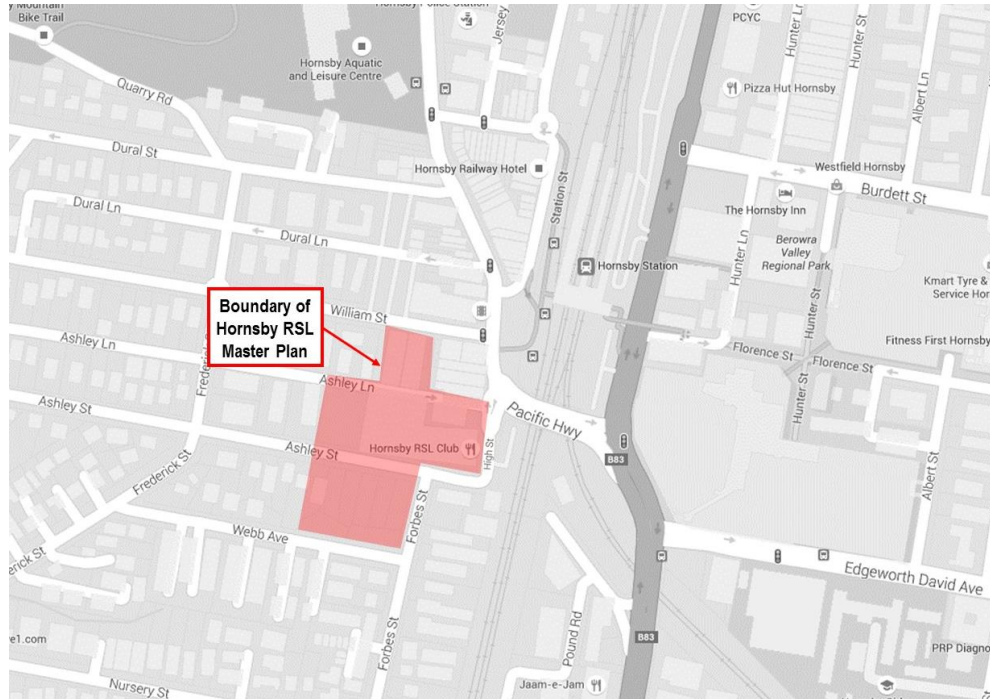 Mountain
Bike Trail
Hornsby Police Station
Jersey
PCYC
Hunter Ln
Hunter St
Albert Ln
Hornsby Aquatic
and Leisure Centre
Quarry Rd
Pizza Hut Hornsby
Dural St
Hornsby Railway Hotel
Station St
Westfield Hornsby
Burdett St
The Hornsby Inn
Dural Ln
Dural Ln
Hunter Ln
Berowra
Valley
Regional Park
Hornsby Station
Kmart Tyre &
Service Hor
Boundary of
Hornsby RSL
Master Plan
William St
Hunter St
Ashley Ln
Frederick
Florence St
Florence St
Fitness First Hornsby
Ashley Ln
Ashley St
Pacific Hwy
Hunter St
Hornsby RSL Club
High St
Ashley St
B83
Albert St
Frederick St
Forbes St
Webb Ave
erick St
Edgeworth David Ave
Forbes St
Pound Rd
B83
ve1.com
PRP Diagno
Nursery St
Jaam-e-Jam